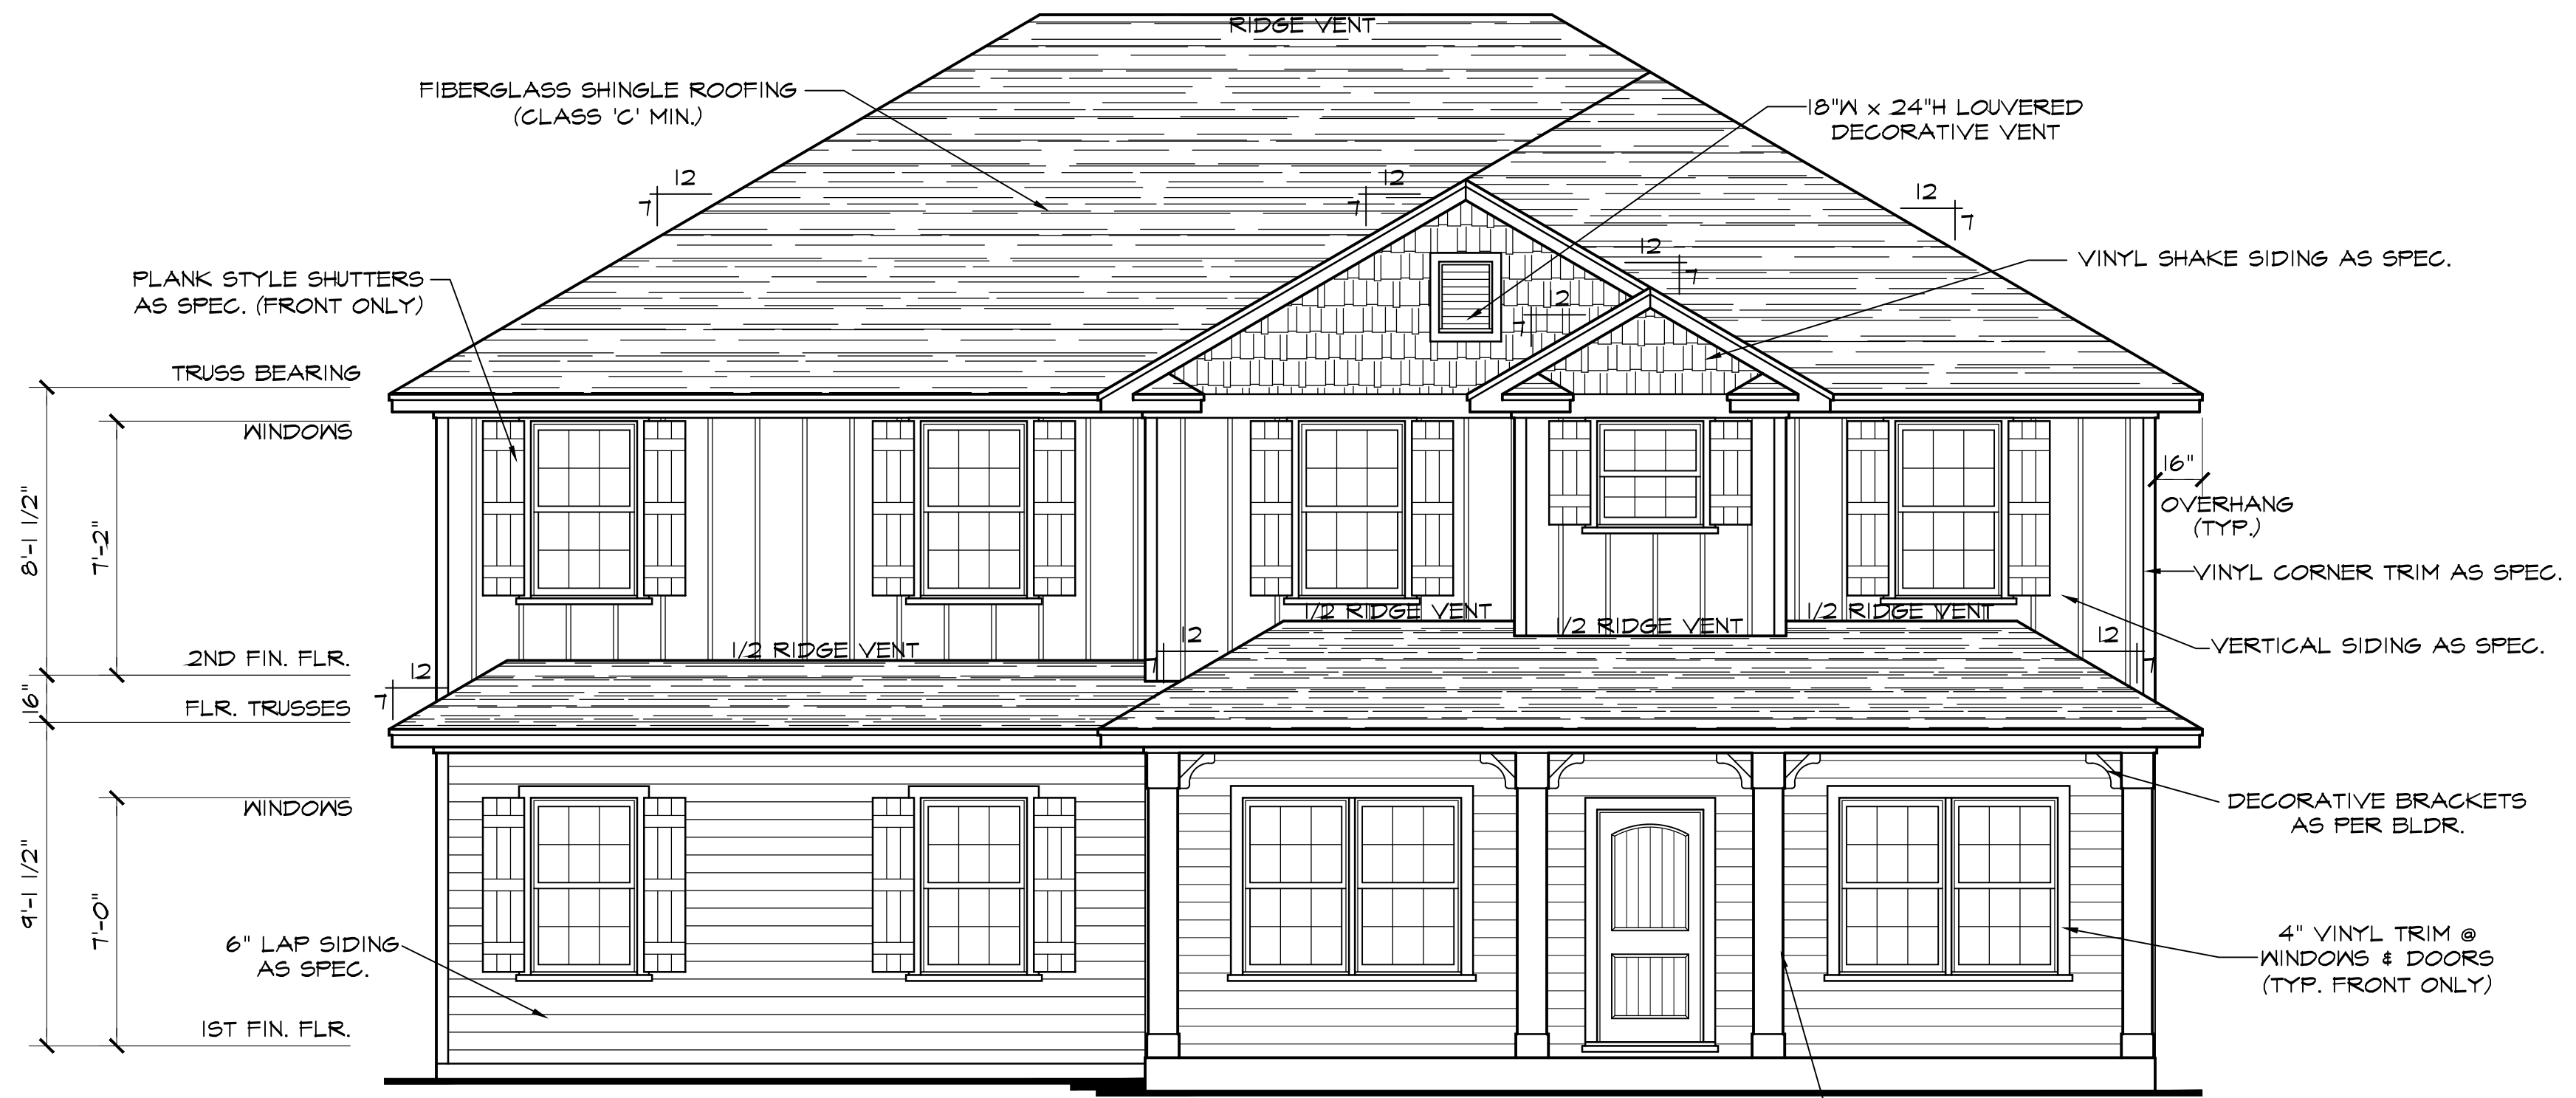 RIDGE VENT
FIBERGLASS SHINGLE ROOFING
(CLASS 'C' MIN.)
18"W x 24"H LOUVERED
DECORATIVE VENT
12
7
12
7
12
7
12
7
12
7
VINYL SHAKE SIDING AS SPEC.
PLANK STYLE SHUTTERS
AS SPEC. (FRONT ONLY)
TRUSS BEARING
WINDOWS
8'-1 1/2"
7'-2"
16"
OVERHANG
(TYP.)
VINYL CORNER TRIM AS SPEC.
1/2 RIDGE VENT
1/2 RIDGE VENT
1/2 RIDGE VENT
1/2 RIDGE VENT
12
7
12
7
VERTICAL SIDING AS SPEC.
2ND FIN. FLR.
12
7
16"
FLR. TRUSSES
WINDOWS
DECORATIVE BRACKETS
AS PER BLDR.
9'-1 1/2"
7'-0"
6" LAP SIDING
AS SPEC.
4" VINYL TRIM @
WINDOWS & DOORS
(TYP. FRONT ONLY)
1ST FIN. FLR.